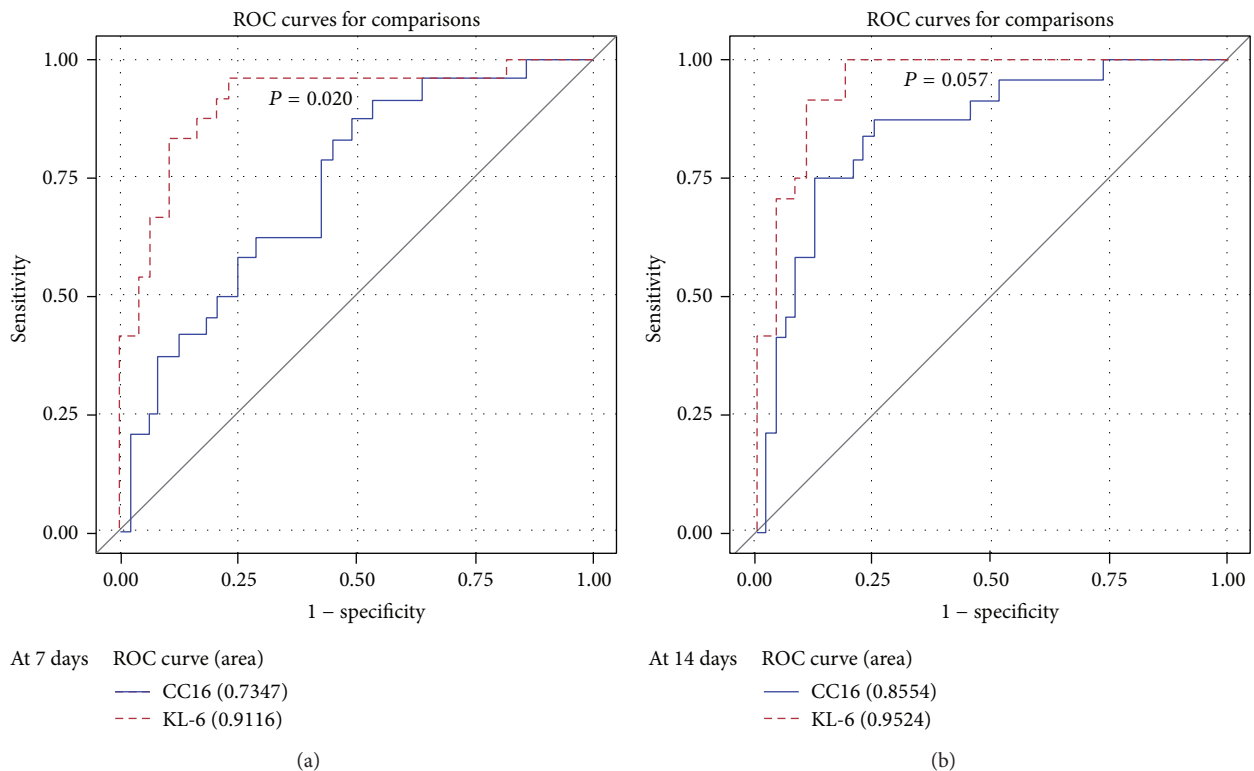 ROC curves for comparisons
1.00
0.75
0.50
0.25
0.00
Sensitivity
P = 0.020
0.00 0.25 0.50 0.75 1.00
1 − specificity
At 7 days ROC curve (area)
CC16 (0.7347)
KL-6 (0.9116)
(a)
ROC curves for comparisons
1.00
0.75
0.50
0.25
0.00
Sensitivity
P = 0.057
0.00 0.25 0.50 0.75 1.00
1 − specificity
At 14 days ROC curve (area)
CC16 (0.8554)
KL-6 (0.9524)
(b)